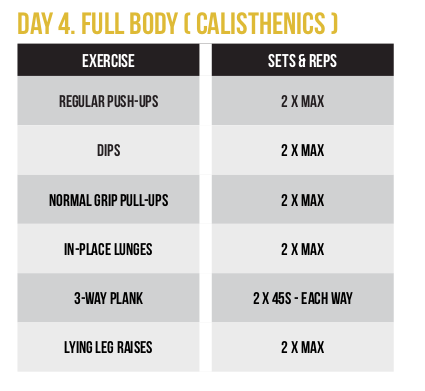 DAY 4. FULL BODY ( CALISTHENICS )
EXERCISE SETS & REPS
REGULAR PUSH-UPS 2 X MAX
DIPS 2 X MAX
NORMAL GRIP PULL-UPS 2 X MAX
IN-PLACE LUNGES 2 X MAX
3-WAY PLANK 2 X 45S - EACH WAY
LYING LEG RAISES 2 X MAX